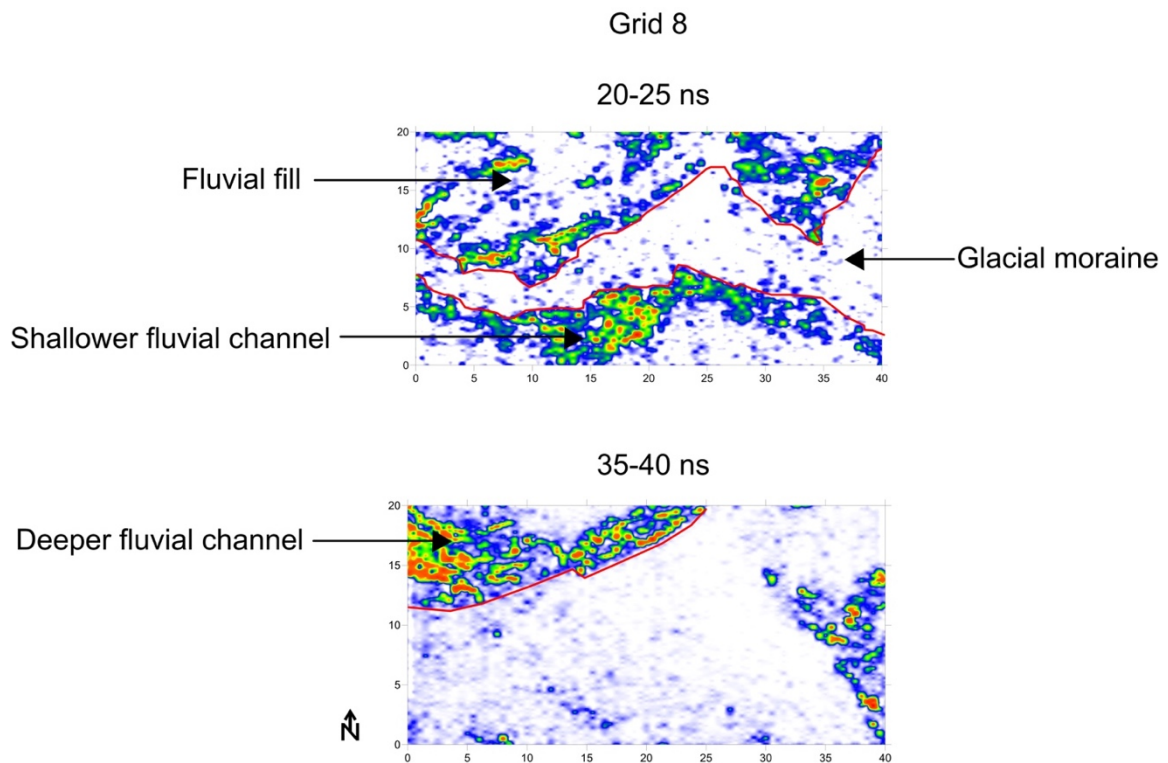 Grid 8
20-25 ns
20
15
10
5
0
0 5 10 15 20 25 30 35 40
Fluvial fill
Glacial moraine
Shallower fluvial channel
35-40 ns
20
15
10
5
0
0 5 10 15 20 25 30 35 40
Deeper fluvial channel
N